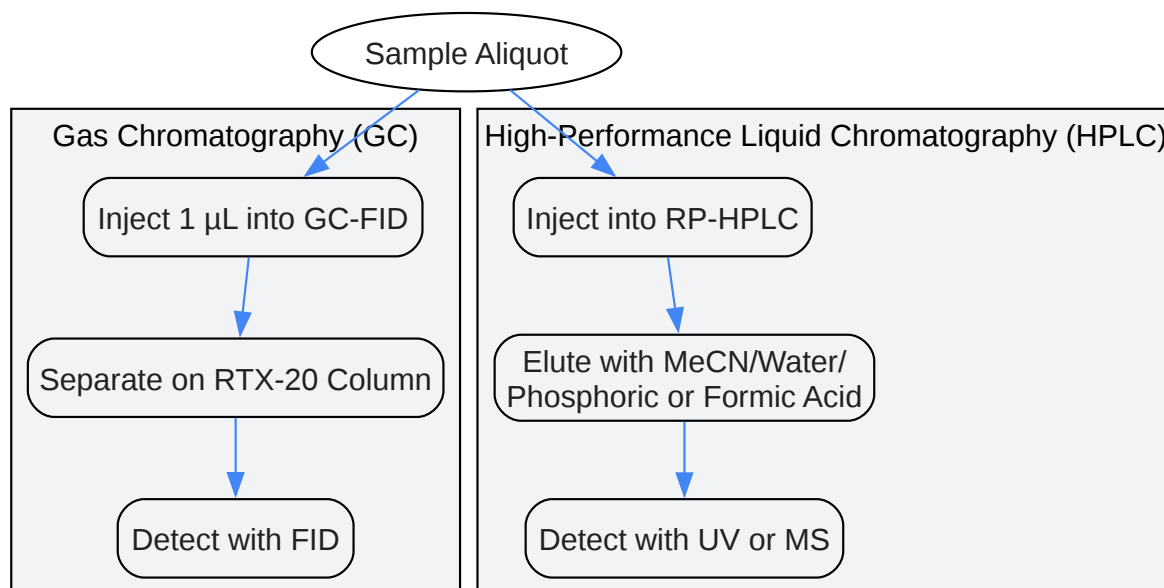 Sample Aliquot
Gas Chromatography (GC)
Inject 1 µL into GC-FID
Separate on RTX-20 Column
Detect with FID
High-Performance Liquid Chromatography (HPLC)
Inject into RP-HPLC
Elute with MeCN/Water/
Phosphoric or Formic Acid
Detect with UV or MS